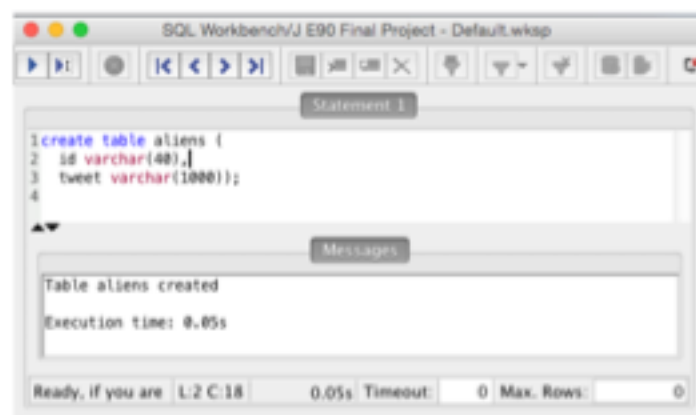 SQL Workbench/J E90 Final Project - Default.wksp
Statement 1
1 create table aliens (
2 id varchar(40),
3 tweet varchar(1000));
4
Messages
Table aliens created
Execution time: 0.05s
Ready, if you are L:2 C:18 0.05s Timeout: 0 Max. Rows: 0